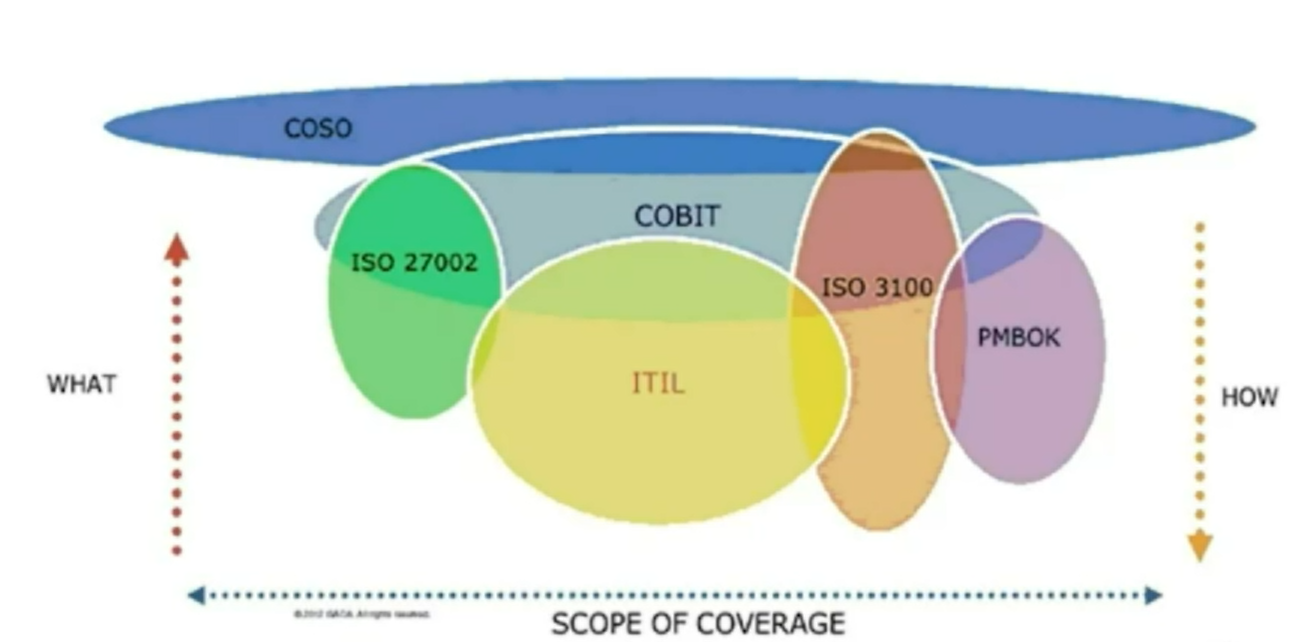 COSO
COBIT
ISO 27002
ISO 3100
PMBOK
ITIL
WHAT
HOW
SCOPE OF COVERAGE